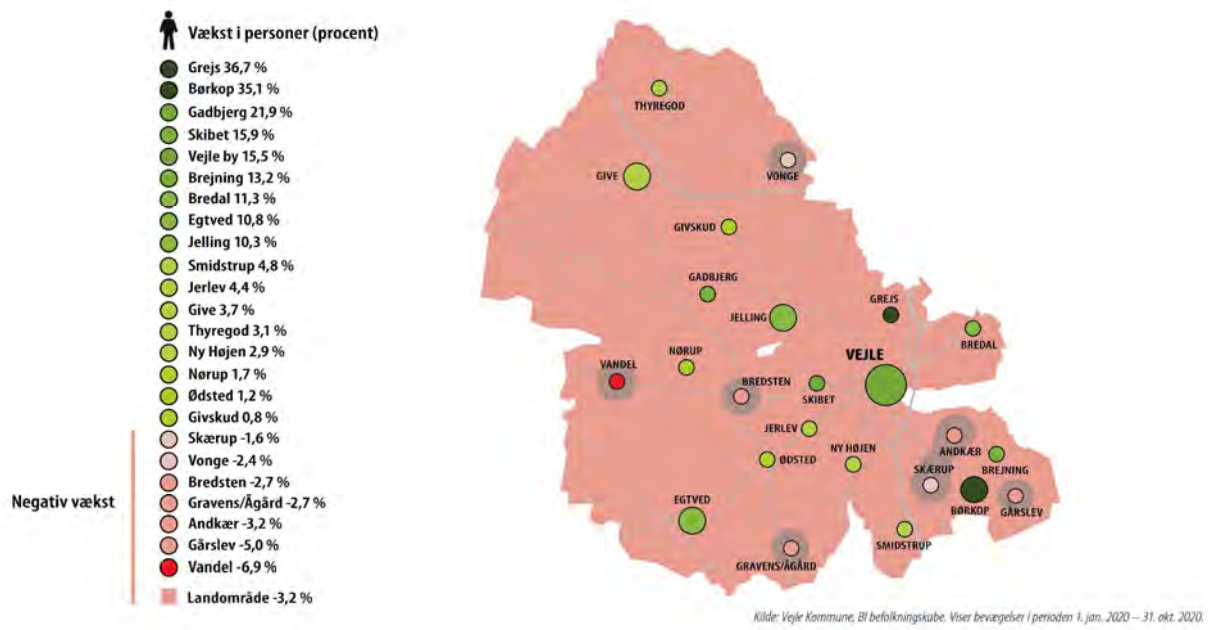 Vækst i personer (procent)
Grejs 36,7 %
Børkop 35,1 %
Gadbjerg 21,9 %
Skibet 15,9 %
Vejle by 15,5 %
Brejning 13,2 %
Bredal 11,3 %
Egtved 10,8 %
Jelling 10,3 %
Smidstrup 4,8 %
Jerlev 4,4 %
Give 3,7 %
Thyregod 3,1 %
Ny Højen 2,9 %
Nørup 1,7 %
Ødsted 1,2 %
Givskud 0,8 %
Skærup -1,6 %
Vonge -2,4 %
Bredsten -2,7 %
Gravens/Ågård -2,7 %
Andkær -3,2 %
Gårslev -5,0 %
Vandel -6,9 %
Landområde -3,2 %
Negativ vækst
THYREGOD
VONGE
GIVE
GIVSKUD
GADBJERG
GREJS
JELLING
BREDAL
NØRUP
VEJLE
VANDEL
BREDSTEN
SKIBET
JERLEV
ANDKÆR
NY HØJEN
ØDSTED
SKÆRUP
BREJNING
EGTVED
BØRKOP
GÅRSLEV
SMIDSTRUP
GRAVENS/ÅGÅRD
Kilde: Vejle Kommune, BI befolkningskube. Viser bevægelser i perioden 1. jan. 2020 – 31. okt. 2020.